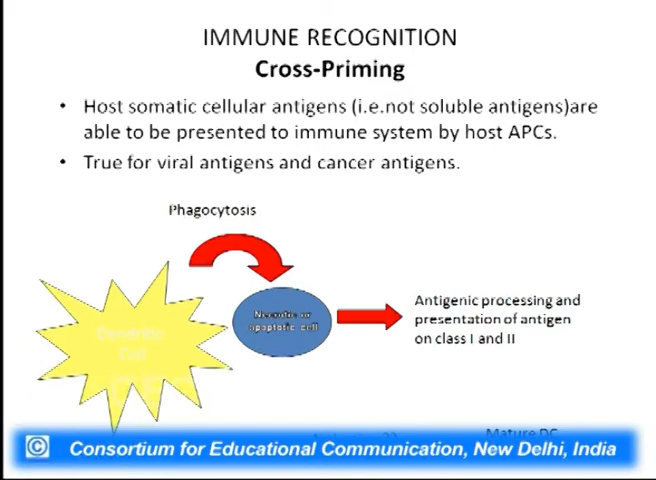 IMMUNE RECOGNITION
Cross-Priming
• Host somatic cellular antigens (i.e.not soluble antigens)are
able to be presented to immune system by host APCs.
• True for viral antigens and cancer antigens.
Phagocytosis
Dendritic
Cell
Necrotic or
apoptotic cell
Antigenic processing and
presentation of antigen
on class I and II
Mature DC
© Consortium for Educational Communication, New Delhi, India